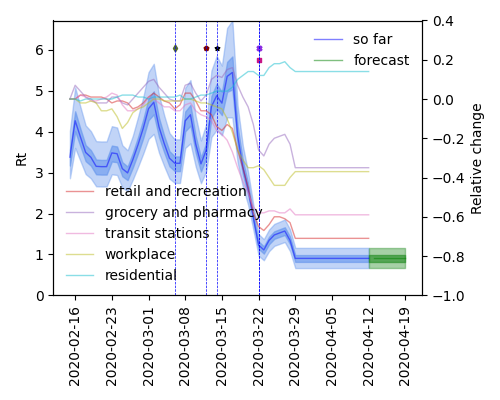 0.4
6
so far
forecast
0.2
5
0.0
4
−0.2
Rt
Relative change
3
−0.4
retail and recreation
grocery and pharmacy
2
transit stations
−0.6
workplace
1
−0.8
residential
0
−1.0
2020-02-16
2020-02-23
2020-03-01
2020-03-08
2020-03-15
2020-03-22
2020-03-29
2020-04-05
2020-04-12
2020-04-19